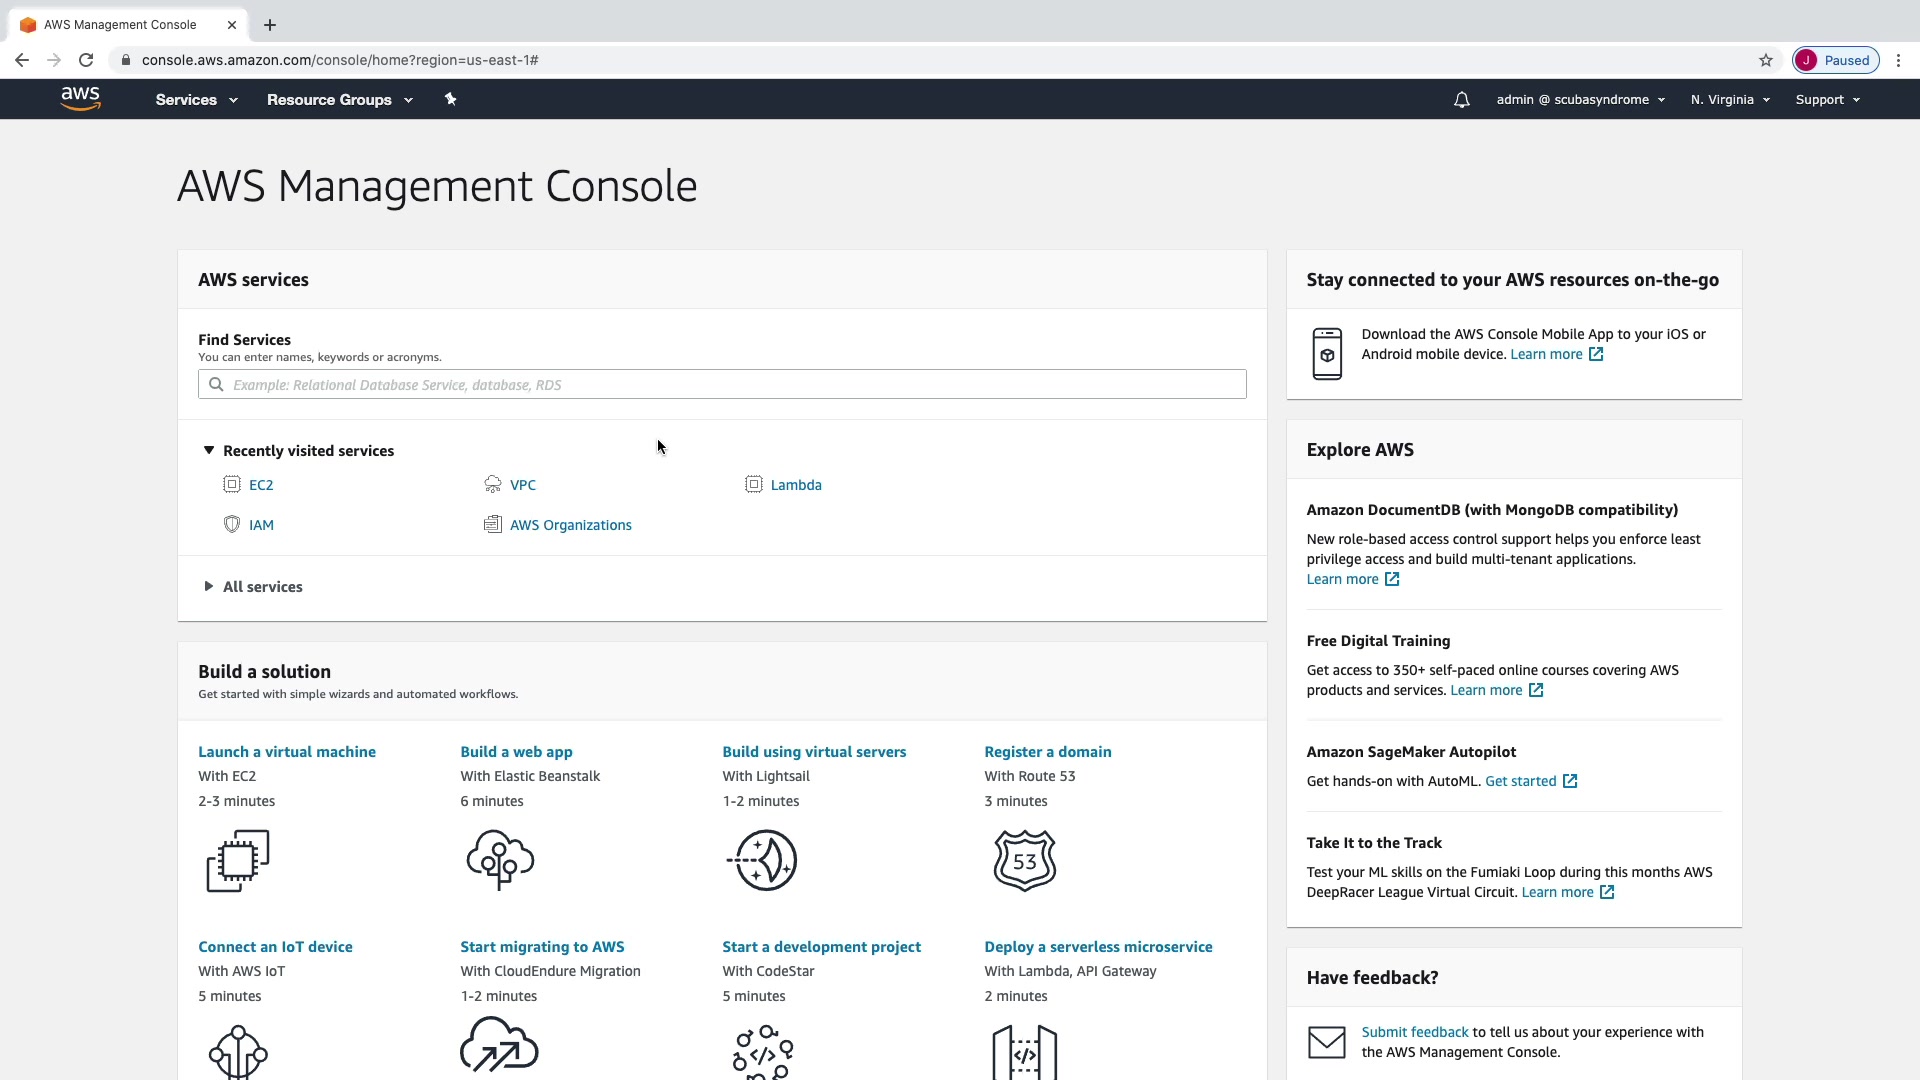 AWS Management Console
console.aws.amazon.com/console/home?region=us-east-1#
J Paused
aws
Services
Resource Groups
admin @ scubasyndrome
N. Virginia
Support
AWS Management Console
AWS services
Find Services
You can enter names, keywords or acronyms.
Example: Relational Database Service, database, RDS
Recently visited services
EC2
VPC
Lambda
IAM
AWS Organizations
All services
Build a solution
Get started with simple wizards and automated workflows.
Launch a virtual machine
With EC2
2-3 minutes
Build a web app
With Elastic Beanstalk
6 minutes
Build using virtual servers
With Lightsail
1-2 minutes
Register a domain
With Route 53
3 minutes
53
Connect an IoT device
With AWS IoT
5 minutes
Start migrating to AWS
With CloudEndure Migration
1-2 minutes
Start a development project
With CodeStar
5 minutes
</>
Deploy a serverless microservice
With Lambda, API Gateway
2 minutes
</>
Stay connected to your AWS resources on-the-go
Download the AWS Console Mobile App to your iOS or
Android mobile device. Learn more
Explore AWS
Amazon DocumentDB (with MongoDB compatibility)
New role-based access control support helps you enforce least
privilege access and build multi-tenant applications.
Learn more
Free Digital Training
Get access to 350+ self-paced online courses covering AWS
products and services. Learn more
Amazon SageMaker Autopilot
Get hands-on with AutoML. Get started
Take It to the Track
Test your ML skills on the Fumiaki Loop during this months AWS
DeepRacer League Virtual Circuit. Learn more
Have feedback?
Submit feedback to tell us about your experience with
the AWS Management Console.